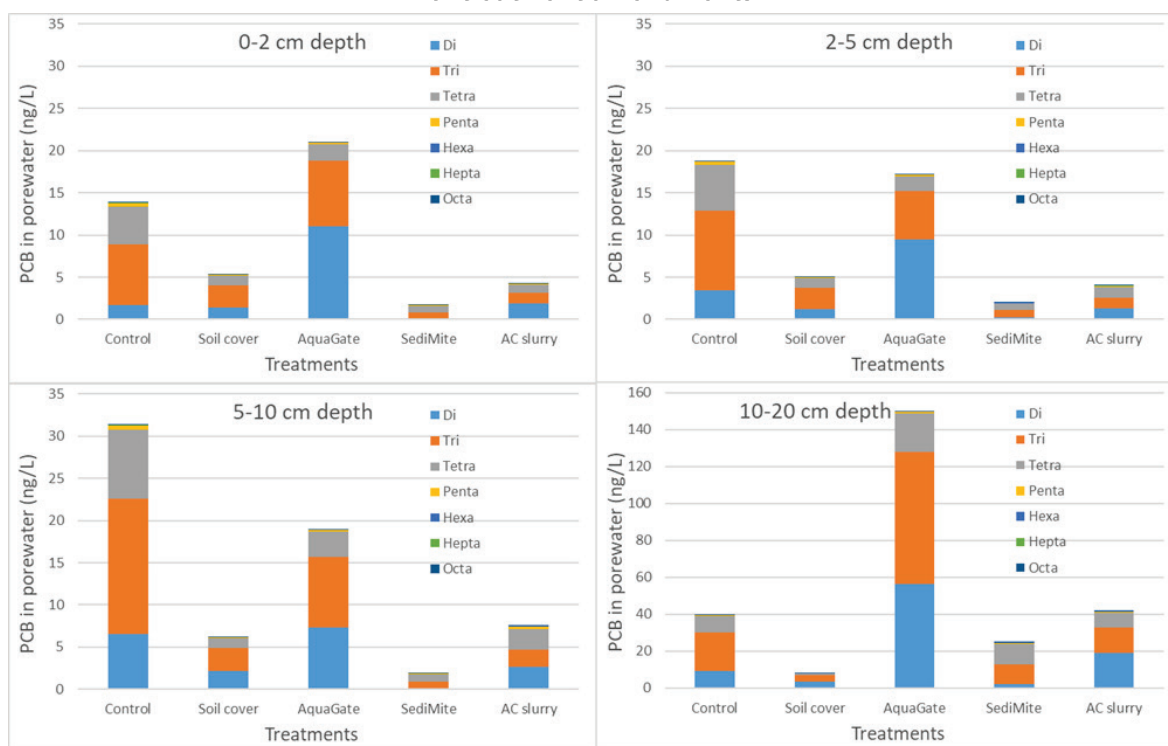 0-2 cm depth
PCB in porewater (ng/L)
35
30
25
20
15
10
5
0
Di
Tri
Tetra
Penta
Hexa
Hepta
Octa
Control Soil cover AquaGate SediMite AC slurry
Treatments
2-5 cm depth
PCB in porewater (ng/L)
35
30
25
20
15
10
5
0
Di
Tri
Tetra
Penta
Hexa
Hepta
Octa
Control Soil cover AquaGate SediMite AC slurry
Treatments
5-10 cm depth
PCB in porewater (ng/L)
35
30
25
20
15
10
5
0
Di
Tri
Tetra
Penta
Hexa
Hepta
Octa
Control Soil cover AquaGate SediMite AC slurry
Treatments
10-20 cm depth
PCB in porewater (ng/L)
160
140
120
100
80
60
40
20
0
Di
Tri
Tetra
Penta
Hexa
Hepta
Octa
Control Soil cover AquaGate SediMite AC slurry
Treatments